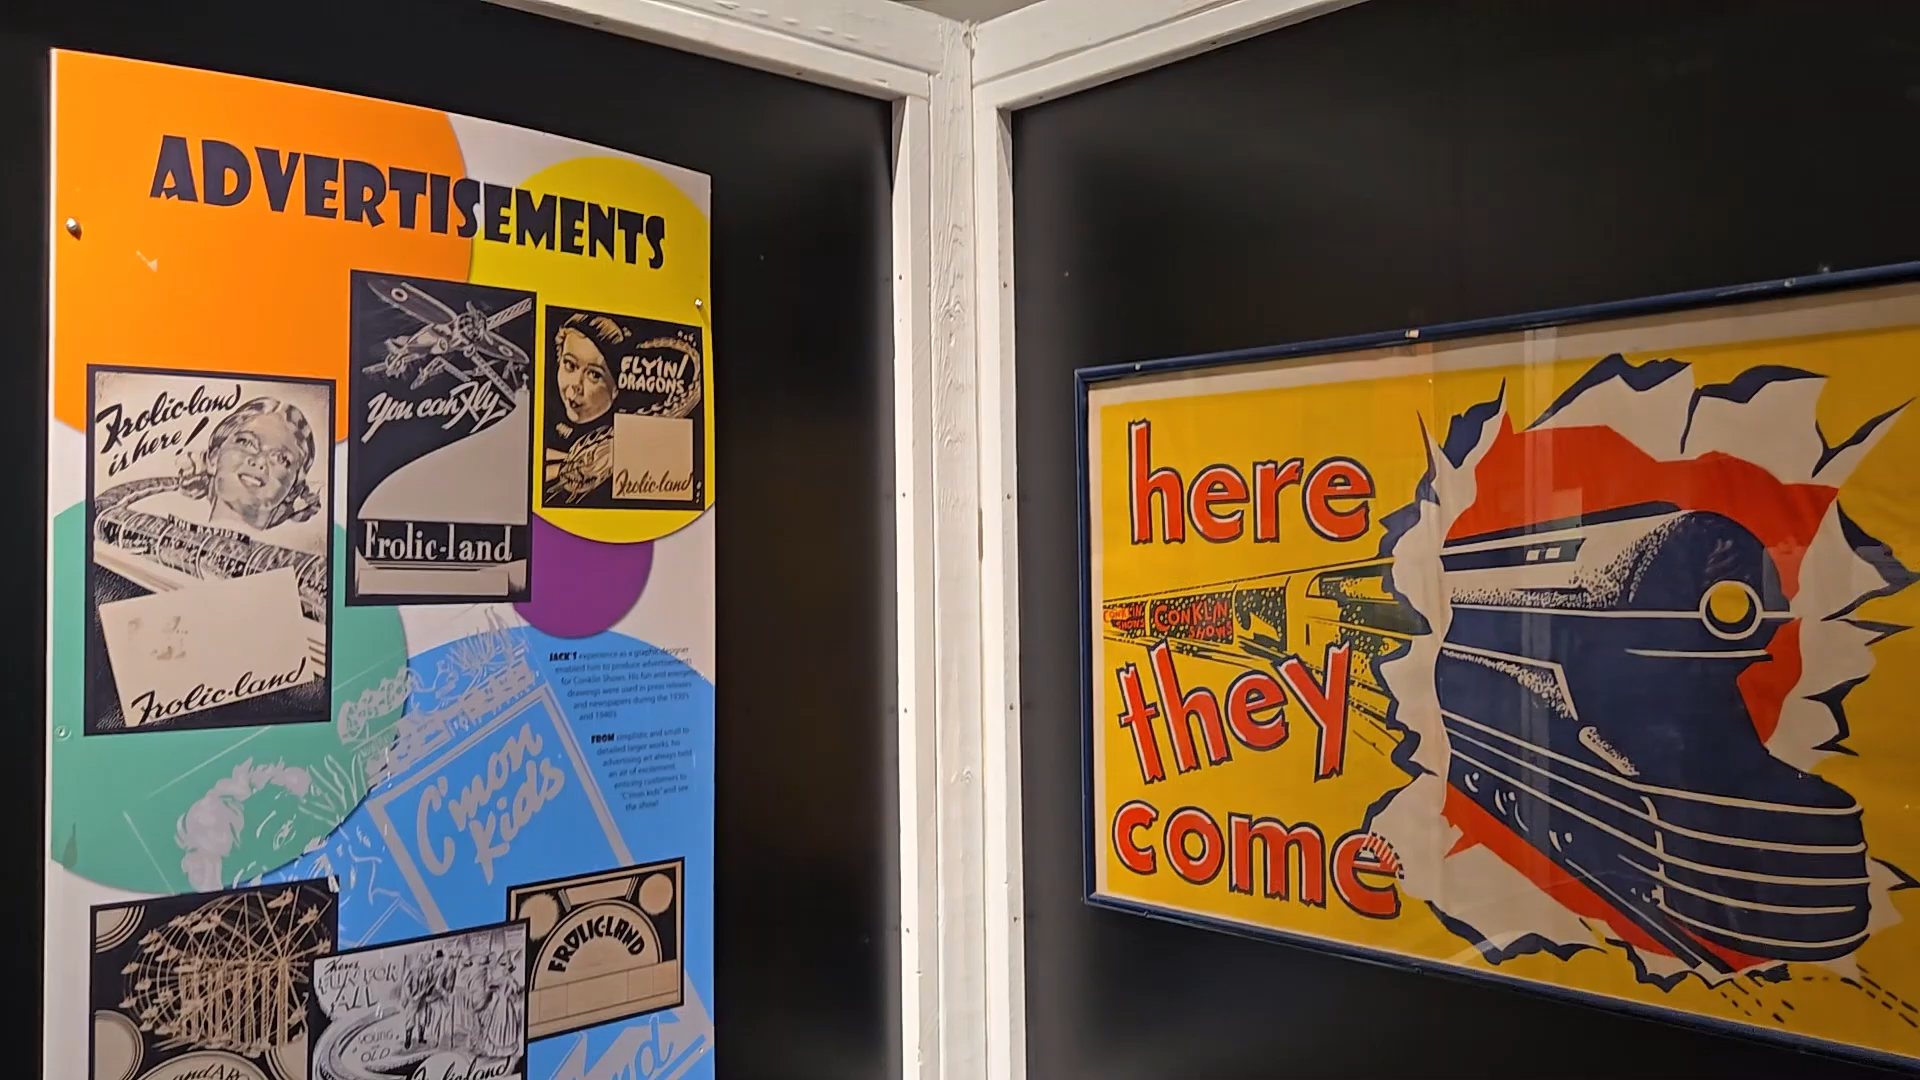 ADVERTISEMENTS
You can fly
Frolic-land
FLYIN'
DRAGONS
Frolic-land
Frolic-land
is here!
THE RAPIDS
Frolic-land
JACK'S experience as a graphic designer
enabled him to produce advertisements
for Conklin Shows. His fun and energetic
drawings were used in press releases
and newspapers during the 1930's
and 1940's.
FROM simplistic and small to
detailed larger works, his
advertising art always held
an air of excitement,
enticing customers to
"C'mon kids" and see
the show!
C'mon
kids
FROLIC-LAND
FUN FOR
ALL
YOUNG
OLD
here
they
come
CONKLIN
SHOWS
CONKLIN
SHOWS